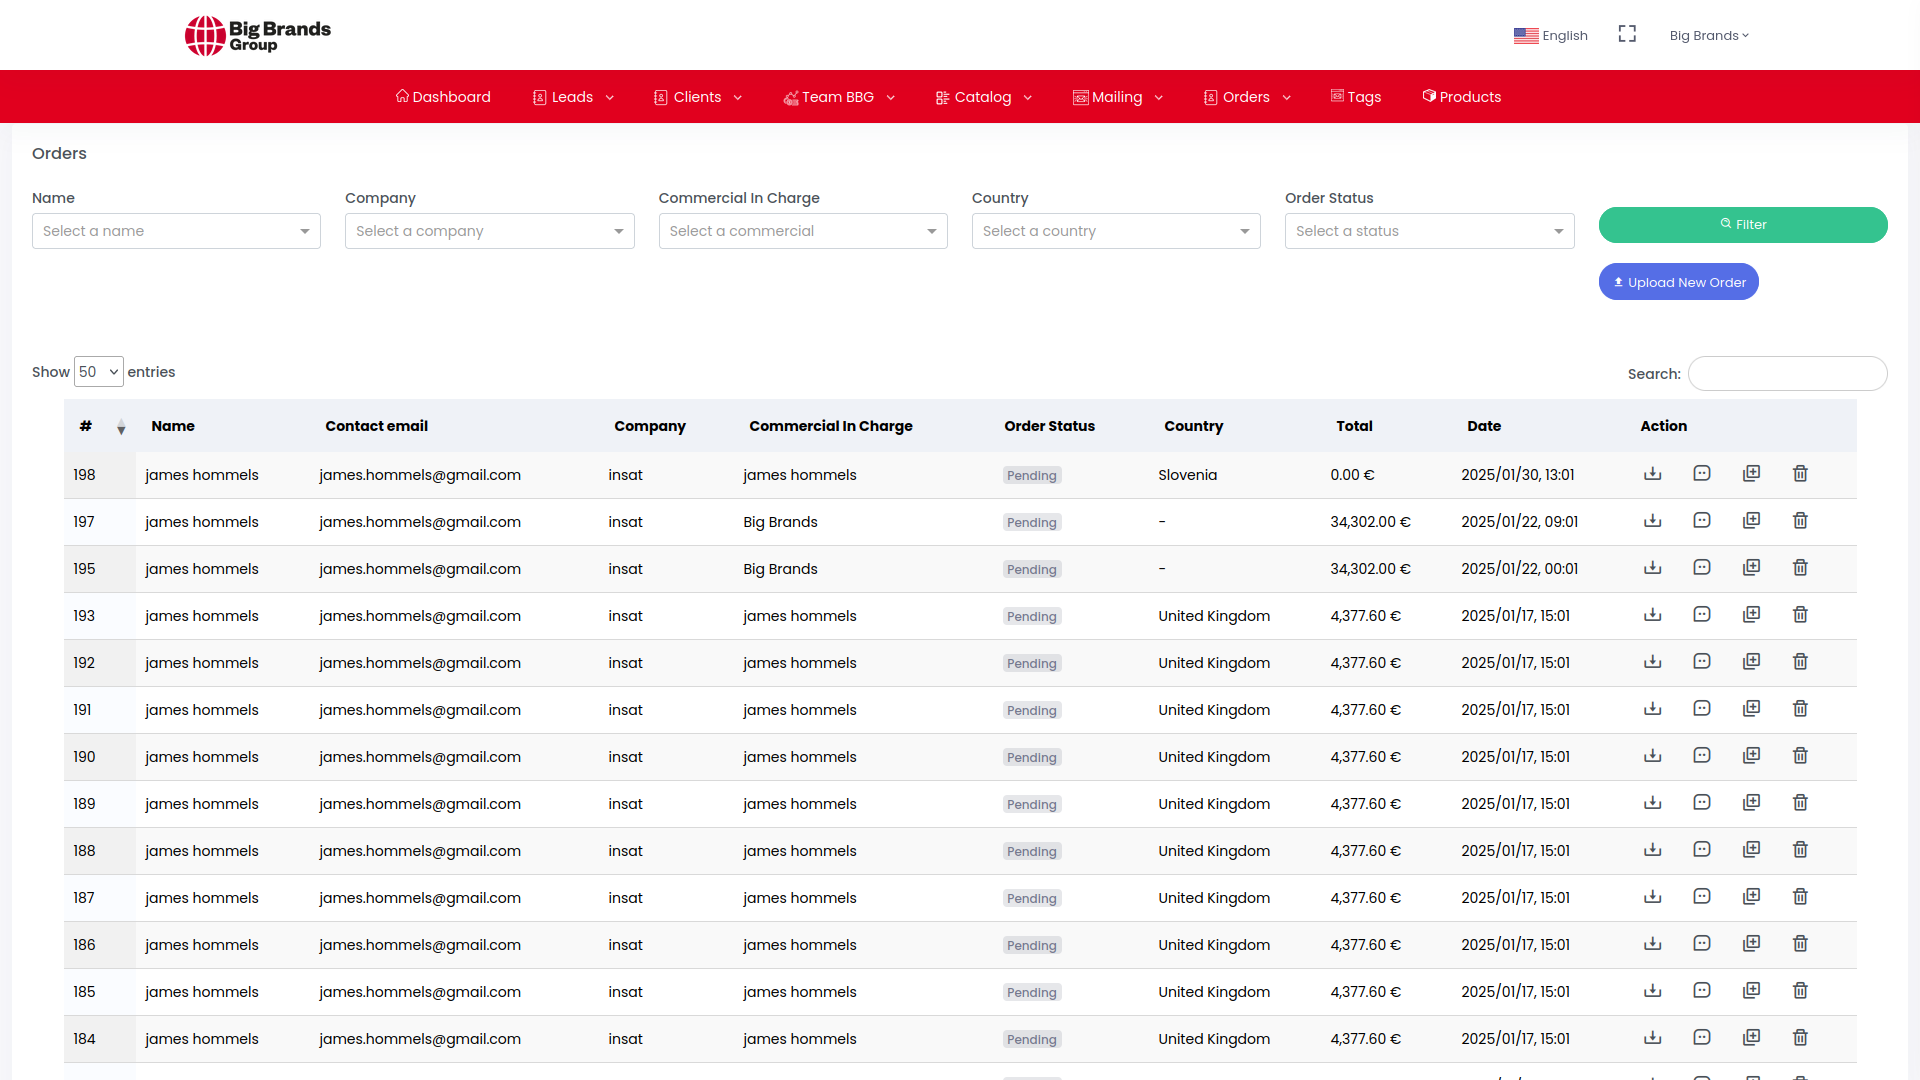 Big Brands
Group
English
Big Brands
Dashboard Leads Clients Team BBG Catalog Mailing Orders Tags Products
Orders
Name Company Commercial In Charge Country Order Status
Select a name Select a company Select a commercial Select a country Select a status Filter
Upload New Order
Show 50 entries Search:
# Name Contact email Company Commercial In Charge Order Status Country Total Date Action
198 james hommels james.hommels@gmail.com insat james hommels Pending Slovenia 0.00 € 2025/01/30, 13:01
197 james hommels james.hommels@gmail.com insat Big Brands Pending - 34,302.00 € 2025/01/22, 09:01
195 james hommels james.hommels@gmail.com insat Big Brands Pending - 34,302.00 € 2025/01/22, 00:01
193 james hommels james.hommels@gmail.com insat james hommels Pending United Kingdom 4,377.60 € 2025/01/17, 15:01
192 james hommels james.hommels@gmail.com insat james hommels Pending United Kingdom 4,377.60 € 2025/01/17, 15:01
191 james hommels james.hommels@gmail.com insat james hommels Pending United Kingdom 4,377.60 € 2025/01/17, 15:01
190 james hommels james.hommels@gmail.com insat james hommels Pending United Kingdom 4,377.60 € 2025/01/17, 15:01
189 james hommels james.hommels@gmail.com insat james hommels Pending United Kingdom 4,377.60 € 2025/01/17, 15:01
188 james hommels james.hommels@gmail.com insat james hommels Pending United Kingdom 4,377.60 € 2025/01/17, 15:01
187 james hommels james.hommels@gmail.com insat james hommels Pending United Kingdom 4,377.60 € 2025/01/17, 15:01
186 james hommels james.hommels@gmail.com insat james hommels Pending United Kingdom 4,377.60 € 2025/01/17, 15:01
185 james hommels james.hommels@gmail.com insat james hommels Pending United Kingdom 4,377.60 € 2025/01/17, 15:01
184 james hommels james.hommels@gmail.com insat james hommels Pending United Kingdom 4,377.60 € 2025/01/17, 15:01